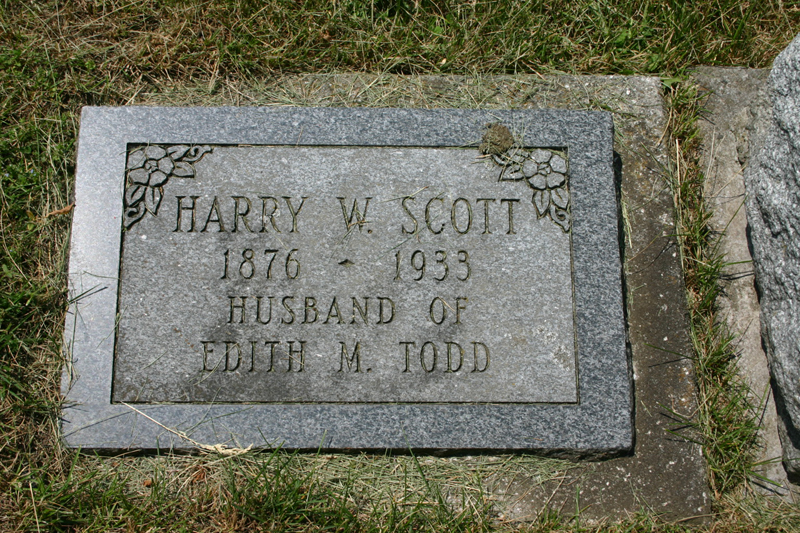 HARRY W. SCOTT
1876 - 1933
HUSBAND OF
EDITH M. TODD